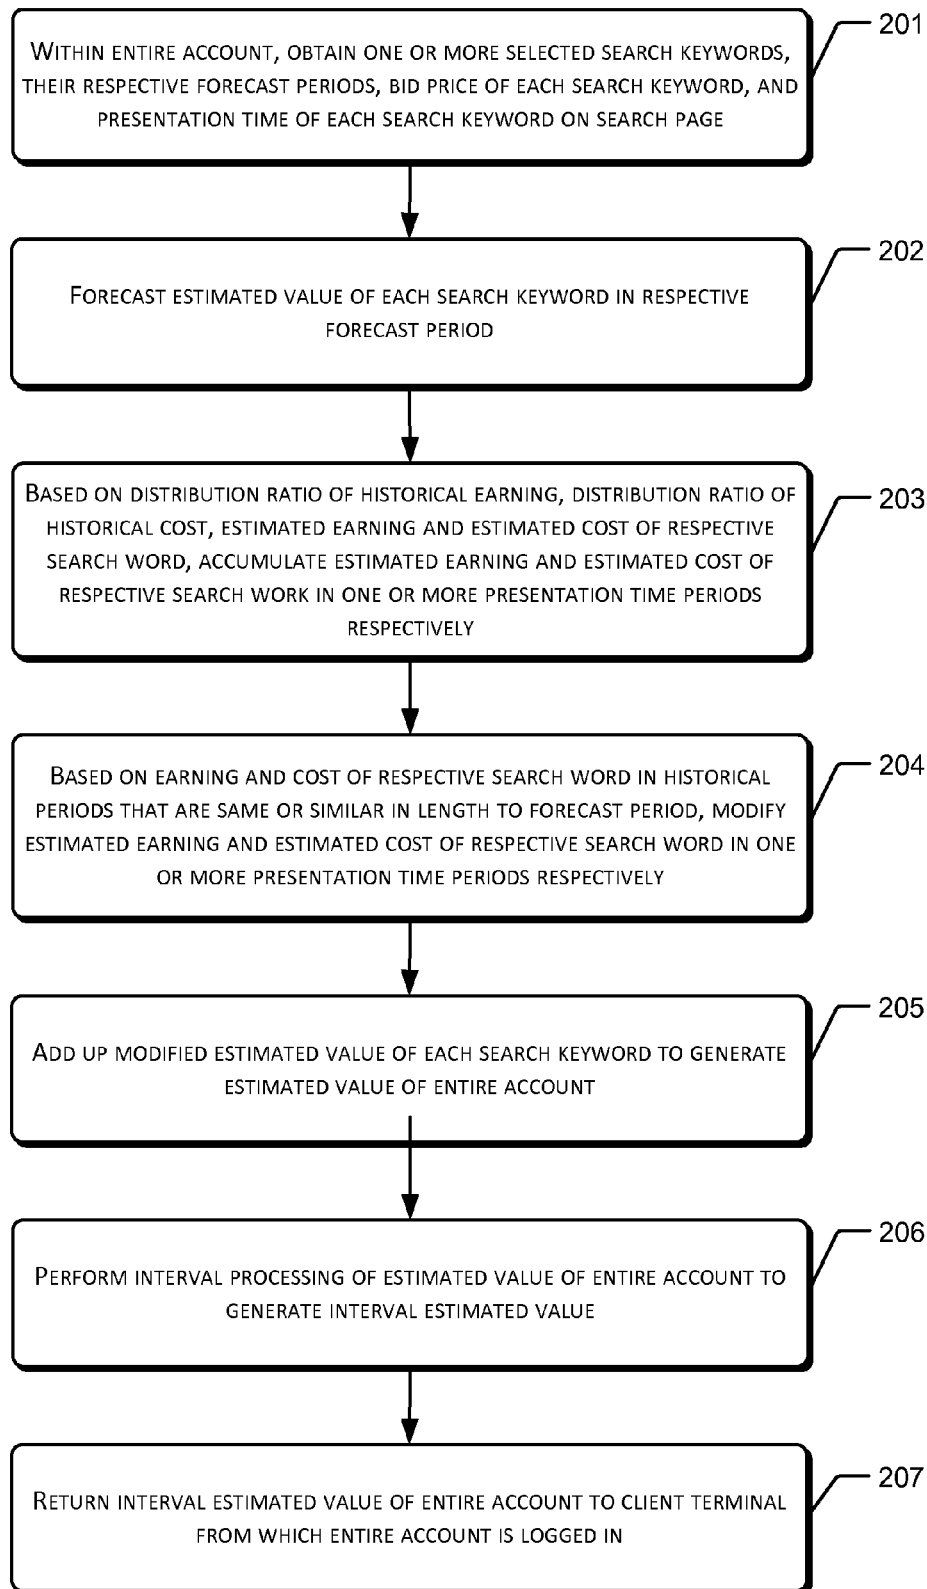 WITHIN ENTIRE ACCOUNT, OBTAIN ONE OR MORE SELECTED SEARCH KEYWORDS,
THEIR RESPECTIVE FORECAST PERIODS, BID PRICE OF EACH SEARCH KEYWORD, AND
PRESENTATION TIME OF EACH SEARCH KEYWORD ON SEARCH PAGE
201
FORECAST ESTIMATED VALUE OF EACH SEARCH KEYWORD IN RESPECTIVE
FORECAST PERIOD
202
BASED ON DISTRIBUTION RATIO OF HISTORICAL EARNING, DISTRIBUTION RATIO OF
HISTORICAL COST, ESTIMATED EARNING AND ESTIMATED COST OF RESPECTIVE
SEARCH WORD, ACCUMULATE ESTIMATED EARNING AND ESTIMATED COST OF
RESPECTIVE SEARCH WORK IN ONE OR MORE PRESENTATION TIME PERIODS
RESPECTIVELY
203
BASED ON EARNING AND COST OF RESPECTIVE SEARCH WORD IN HISTORICAL
PERIODS THAT ARE SAME OR SIMILAR IN LENGTH TO FORECAST PERIOD, MODIFY
ESTIMATED EARNING AND ESTIMATED COST OF RESPECTIVE SEARCH WORD IN ONE
OR MORE PRESENTATION TIME PERIODS RESPECTIVELY
204
ADD UP MODIFIED ESTIMATED VALUE OF EACH SEARCH KEYWORD TO GENERATE
ESTIMATED VALUE OF ENTIRE ACCOUNT
205
PERFORM INTERVAL PROCESSING OF ESTIMATED VALUE OF ENTIRE ACCOUNT TO
GENERATE INTERVAL ESTIMATED VALUE
206
RETURN INTERVAL ESTIMATED VALUE OF ENTIRE ACCOUNT TO CLIENT TERMINAL
FROM WHICH ENTIRE ACCOUNT IS LOGGED IN
207